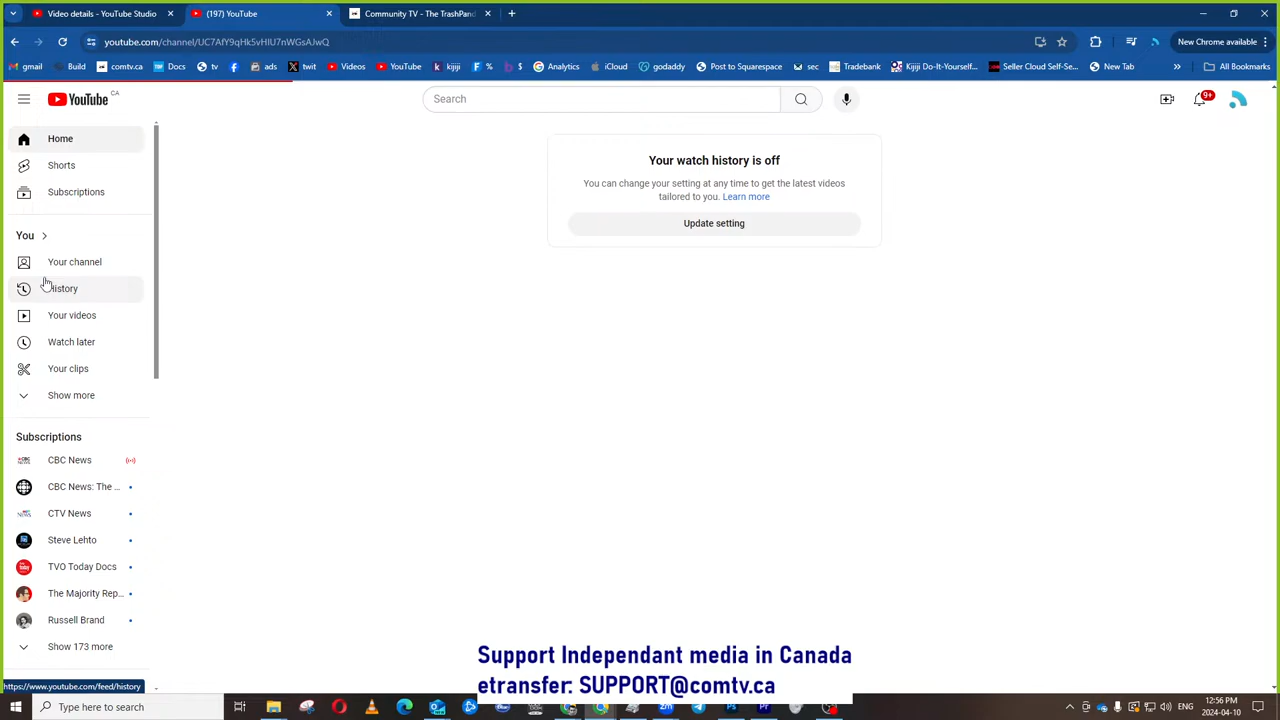 Video details - YouTube Studio
(197) YouTube
Community TV - The TrashPand
youtube.com/channel/UC7AfY9qHk5vHIU7nWGsAJwQ
New Chrome available
gmail
Build
comtv.ca
Docs
tv
ads
twit
Videos
YouTube
kijiji
%
$
Analytics
YouTube
godaddy
Post to Squarespace
sec
Tradebank
Kijiji Do-It-Yourself...
Seller Cloud Self-Se...
New Tab
All Bookmarks
YouTube CA
Search
9+
Home
Shorts
Subscriptions
You
Your channel
History
Your videos
Watch later
Your clips
Show more
Subscriptions
CBC News
CBC News: The ...
CTV News
Steve Lehto
TVO Today Docs
The Majority Rep...
Russell Brand
Show 173 more
Your watch history is off
You can change your setting at any time to get the latest videos
tailored to you. Learn more
Update setting
Support Independant media in Canada
etransfer: SUPPORT@comtv.ca
https://www.youtube.com/feed/history
Type here to search
12:56 PM
2024-04-10